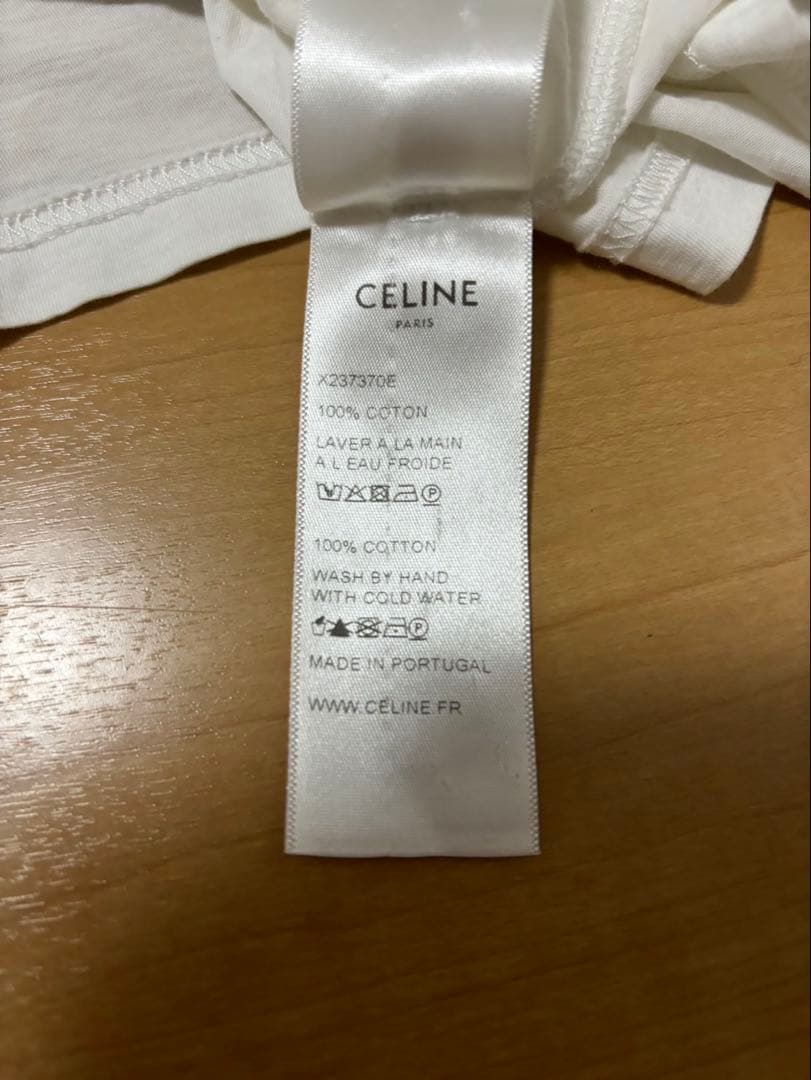 CELINE
PARIS
X237370E
100% COTON
LAVER A LA MAIN
A L EAU FROIDE
P
100% COTTON
WASH BY HAND
WITH COLD WATER
P
MADE IN PORTUGAL
WWW.CELINE.FR